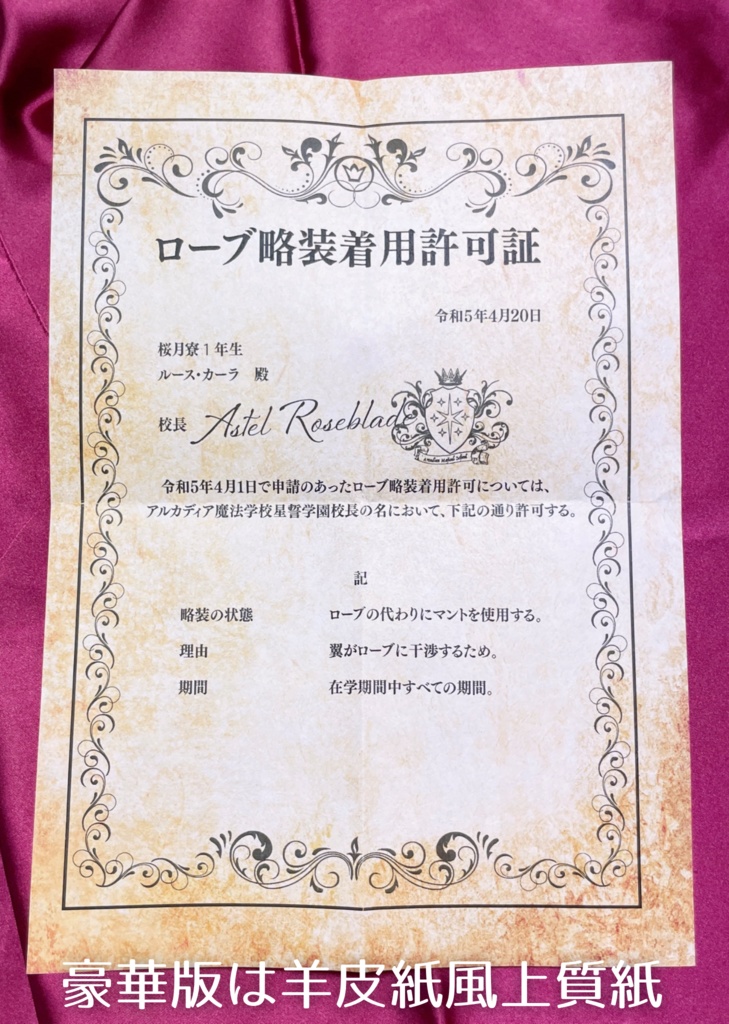 ローブ略装着用許可証
令和5年4月20日
桜月寮1年生
ルース・カーラ 殿
校長 Astel Roseblade
令和5年4月1日で申請のあったローブ略装着用許可については、
アルカディア魔法学校星誓学園校長の名において、下記の通り許可する。
記
略装の状態 ローブの代わりにマントを使用する。
理由 翼がローブに干渉するため。
期間 在学期間中すべての期間。
豪華版は羊皮紙風上質紙